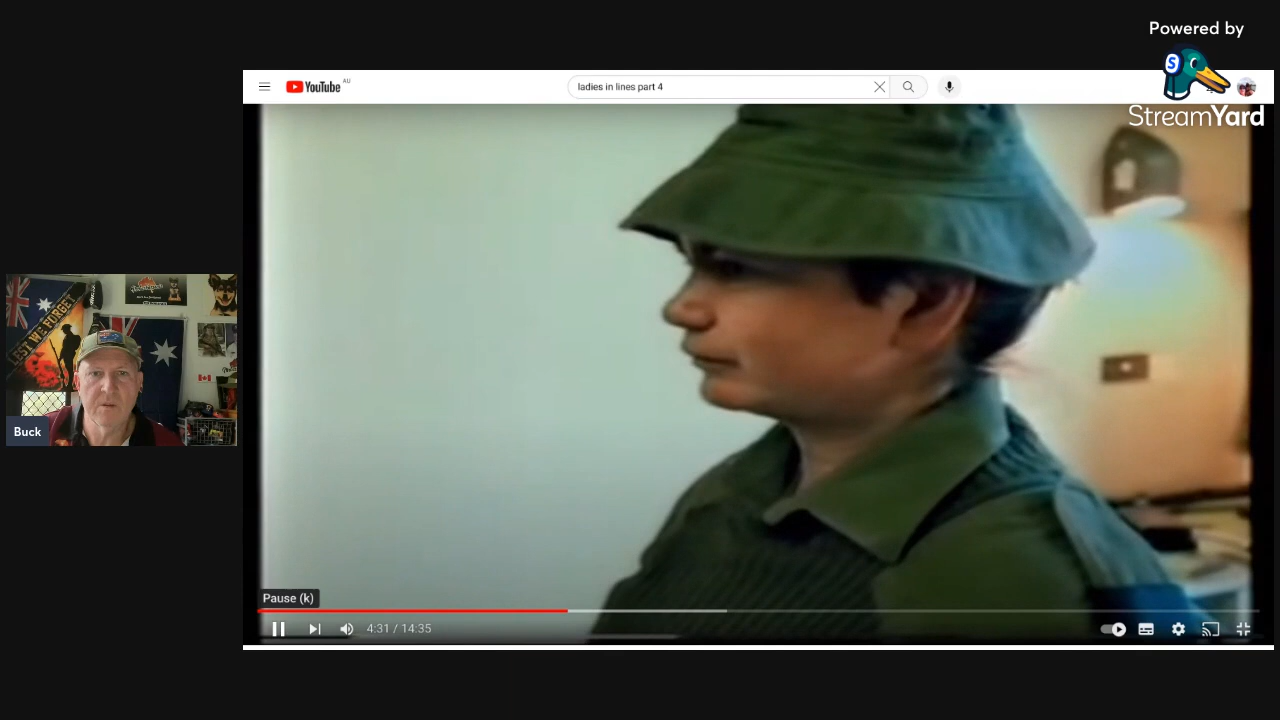 Powered by
StreamYard
YouTube AU
ladies in lines part 4
LEST WE FORGET
Buck
Pause (k)
4:31 / 14:35